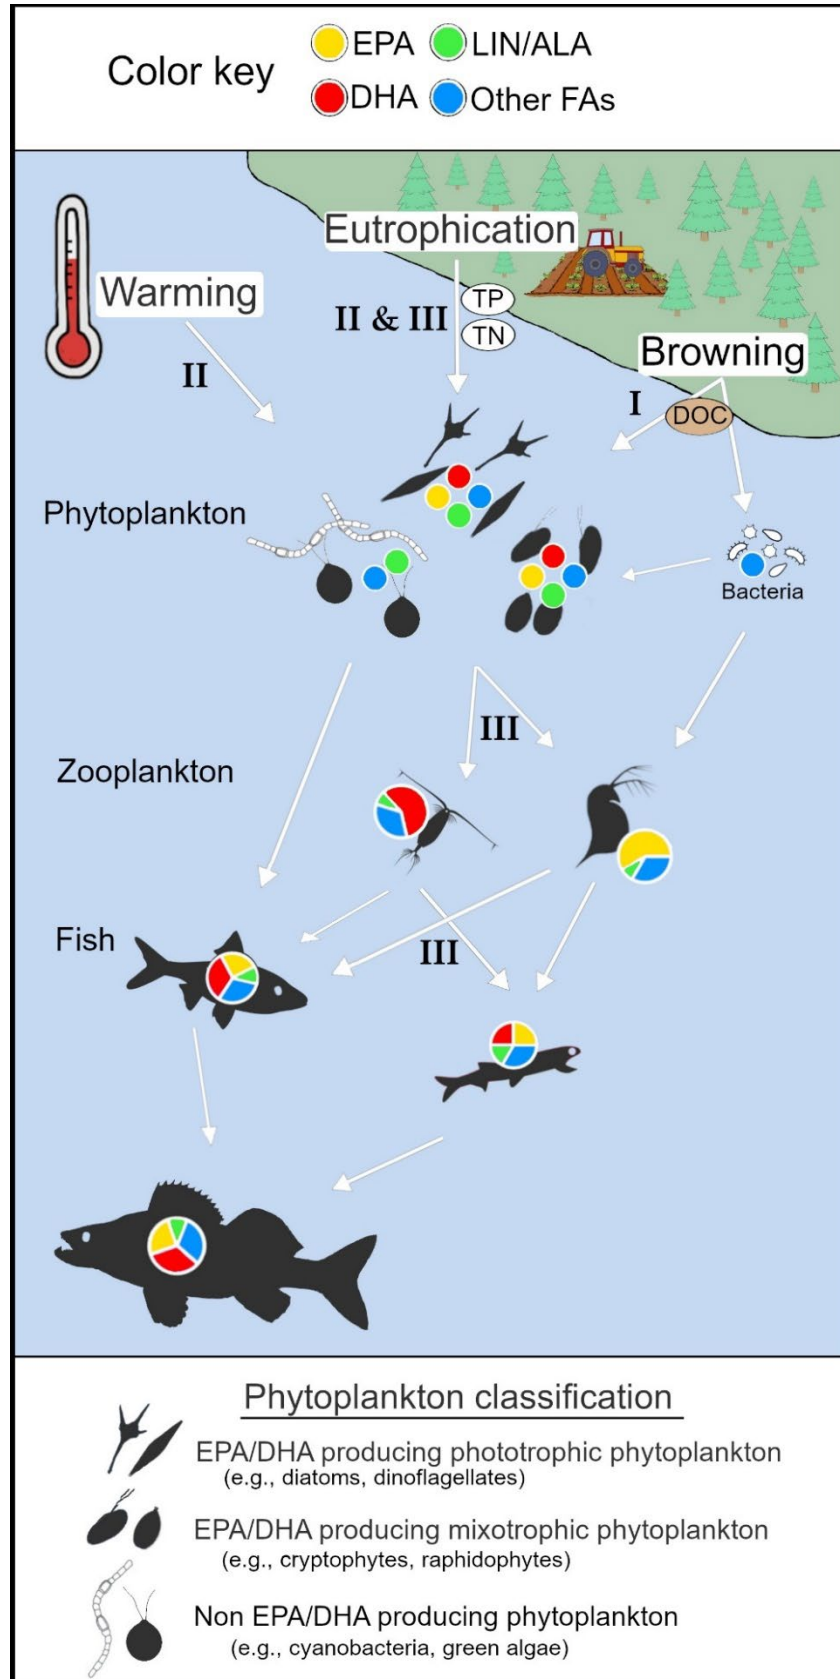 Color key
EPA
LIN/ALA
DHA
Other FAs
Eutrophication
Warming
TP
II & III
TN
Browning
II
I
DOC
Phytoplankton
Bacteria
III
Zooplankton
Fish
III
Phytoplankton classification
EPA/DHA producing phototrophic phytoplankton
(e.g., diatoms, dinoflagellates)
EPA/DHA producing mixotrophic phytoplankton
(e.g., cryptophytes, raphidophytes)
Non EPA/DHA producing phytoplankton
(e.g., cyanobacteria, green algae)